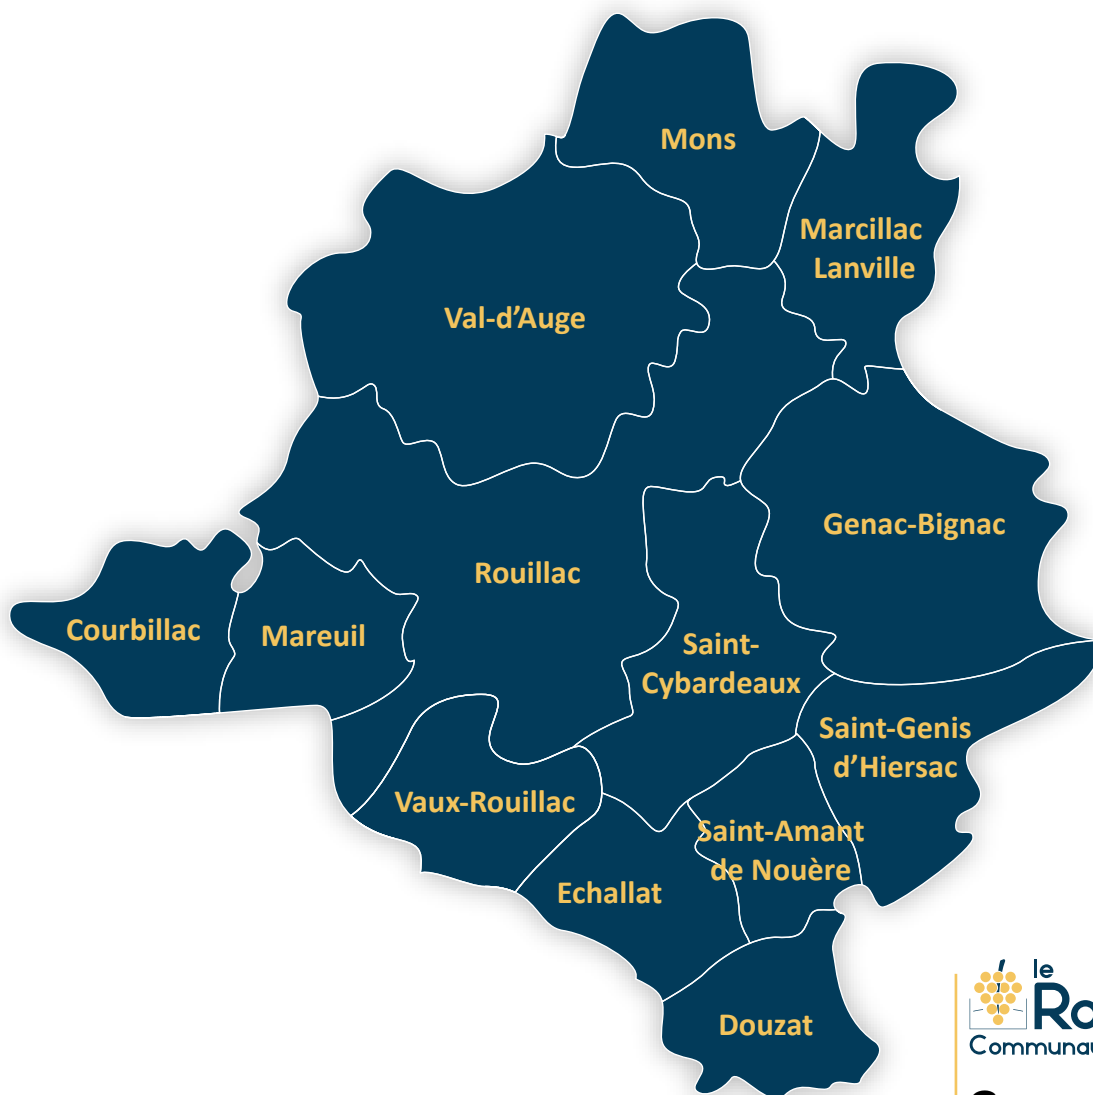 Mons
Marcillac
Lanville
Val-d’Auge
Genac-Bignac
Rouillac
Courbillac
Mareuil
Saint-
Cybardeaux
Saint-Genis
d’Hiersac
Vaux-Rouillac
Saint-Amant
de Nouère
Echallat
Douzat
le